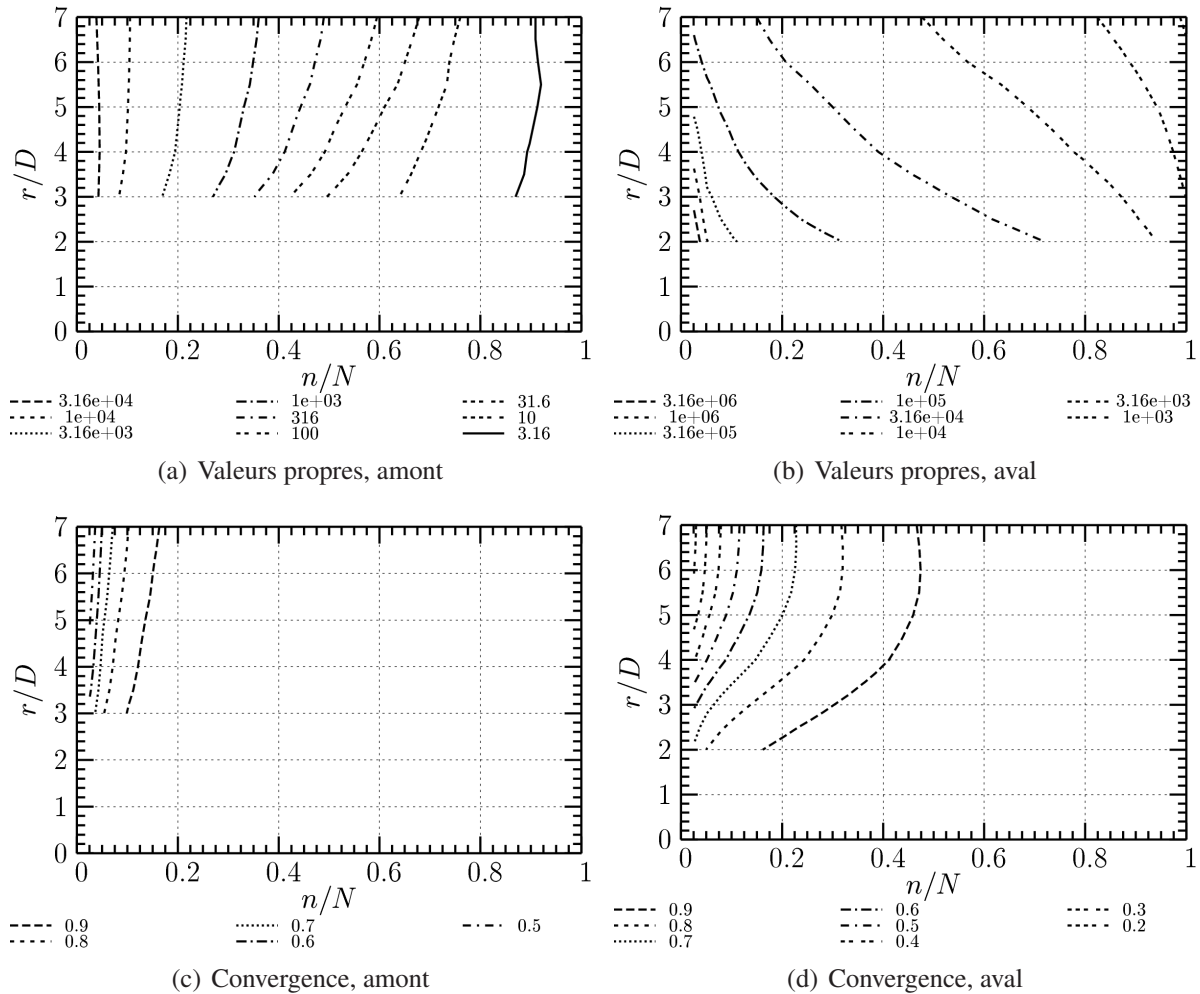 7
6
5
4
3
2
1
0
r/D
0 0.2 0.4 0.6 0.8 1
n/N
3.16e+04 1e+03 31.6
1e+04 316 10
3.16e+03 100 3.16
(a) Valeurs propres, amont
7
6
5
4
3
2
1
0
r/D
0 0.2 0.4 0.6 0.8 1
n/N
3.16e+06 1e+05 3.16e+03
1e+06 3.16e+04 1e+03
3.16e+05 1e+04
(b) Valeurs propres, aval
7
6
5
4
3
2
1
0
r/D
0 0.2 0.4 0.6 0.8 1
n/N
0.9 0.7 0.5
0.8 0.6
(c) Convergence, amont
7
6
5
4
3
2
1
0
r/D
0 0.2 0.4 0.6 0.8 1
n/N
0.9 0.6 0.3
0.8 0.5 0.2
0.7 0.4
(d) Convergence, aval